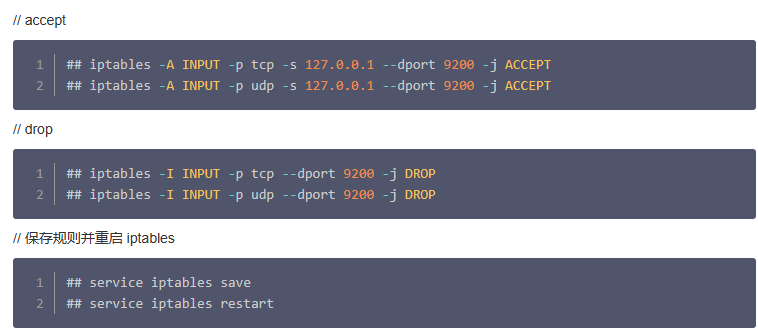 // accept
1 ## iptables -A INPUT -p tcp -s 127.0.0.1 --dport 9200 -j ACCEPT
2 ## iptables -A INPUT -p udp -s 127.0.0.1 --dport 9200 -j ACCEPT
// drop
1 ## iptables -I INPUT -p tcp --dport 9200 -j DROP
2 ## iptables -I INPUT -p udp --dport 9200 -j DROP
// 保存规则并重启 iptables
1 ## service iptables save
2 ## service iptables restart